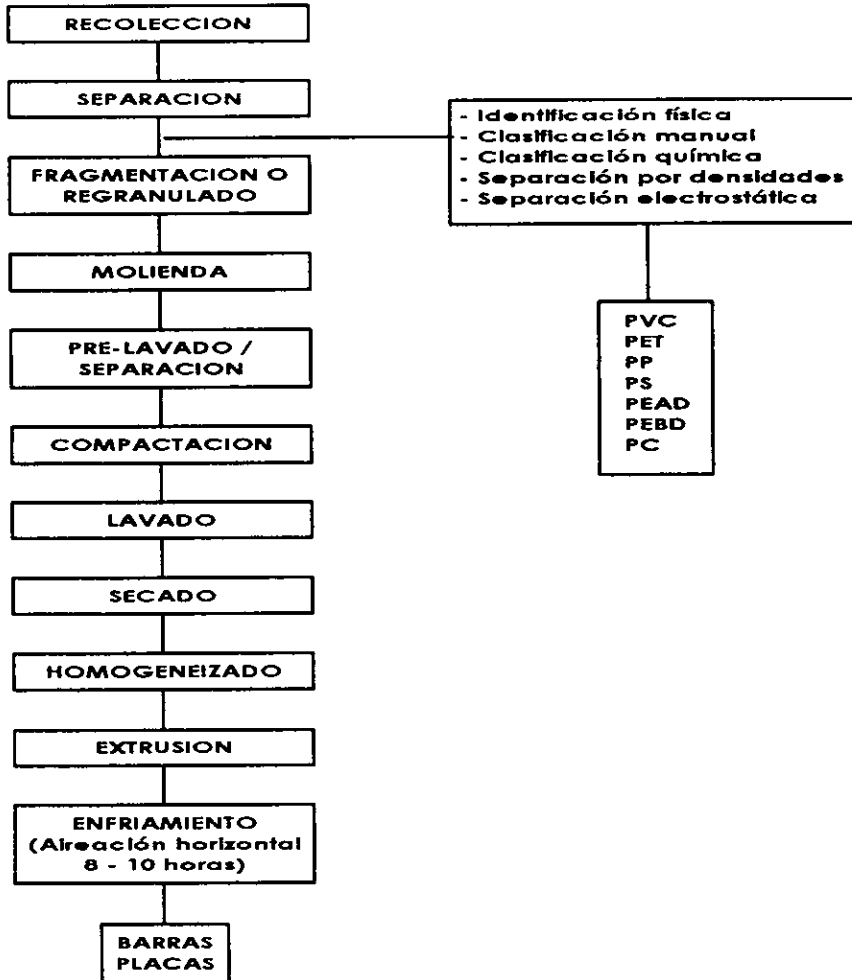 RECOLECCION
SEPARACION
- Identificación física
- Clasificación manual
- Clasificación química
- Separación por densidades
- Separación electrostática
FRAGMENTACION O
REGRANULADO
MOLIENDA
PVC
PET
PP
PS
PEAD
PEBD
PC
PRE-LAVADO /
SEPARACION
COMPACTACION
LAVADO
SECADO
HOMOGENEIZADO
EXTRUSION
ENFRIAMIENTO
(Aireación horizontal
8 - 10 horas)
BARRAS
PLACAS